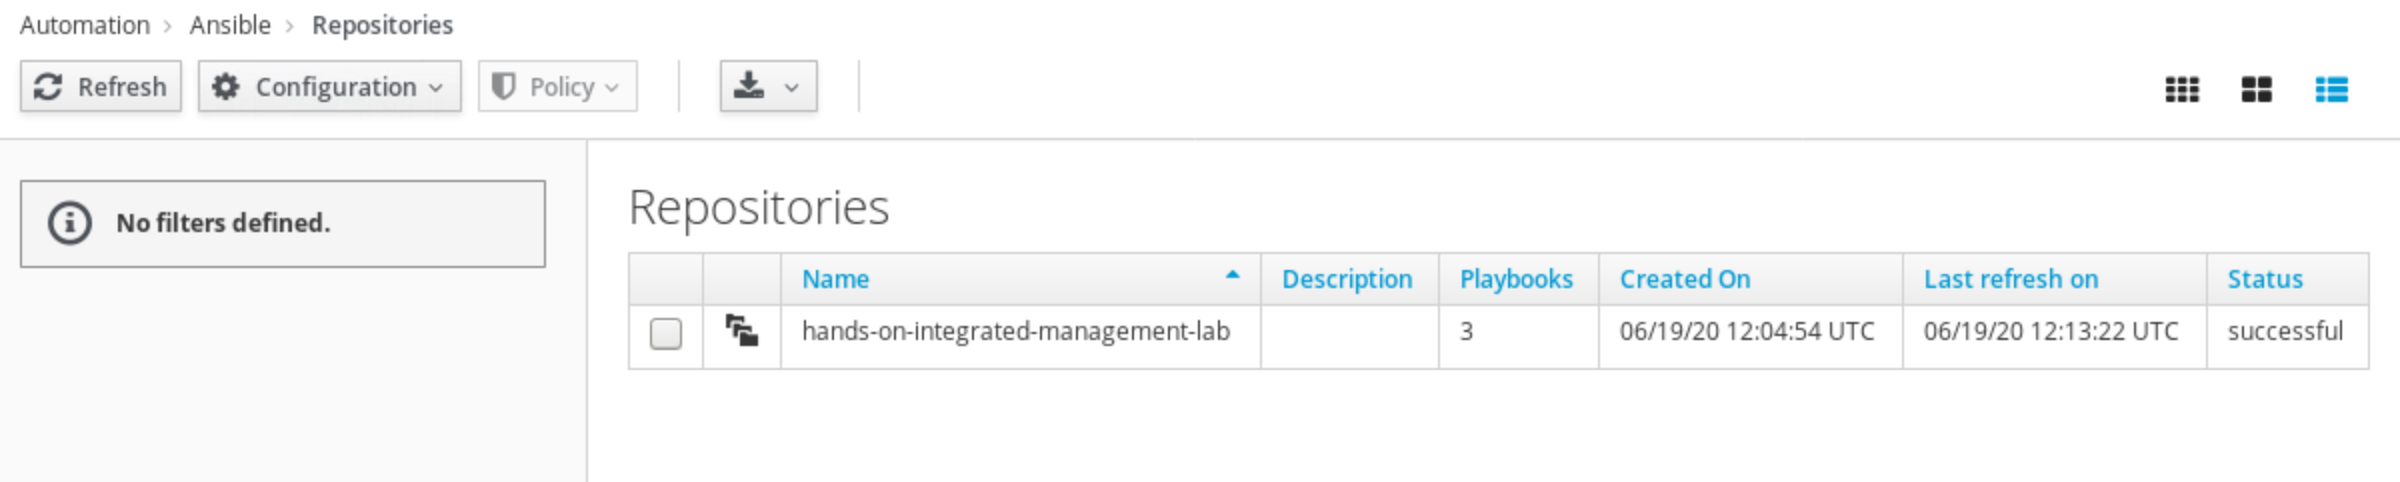 Automation > Ansible > Repositories
Refresh Configuration Policy
No filters defined.
Repositories
Name Description Playbooks Created On Last refresh on Status
hands-on-integrated-management-lab 3 06/19/20 12:04:54 UTC 06/19/20 12:13:22 UTC successful